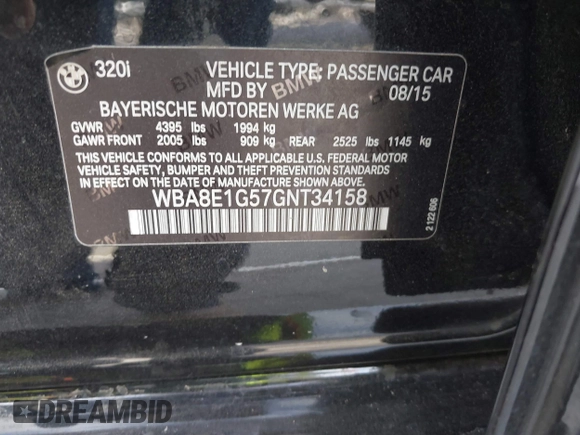 BMW 320i VEHICLE TYPE: PASSENGER CAR
MFD BY 08/15
BAYERISCHE MOTOREN WERKE AG
GVWR 4395 lbs 1994 kg
GAWR FRONT 2005 lbs 909 kg REAR 2525 lbs 1145 kg
THIS VEHICLE CONFORMS TO ALL APPLICABLE U.S. FEDERAL MOTOR
VEHICLE SAFETY, BUMPER AND THEFT PREVENTION STANDARDS
IN EFFECT ON THE DATE OF MANUFACTURE SHOWN ABOVE.
WBA8E1G57GNT34158
2 122 606
DREAMBID